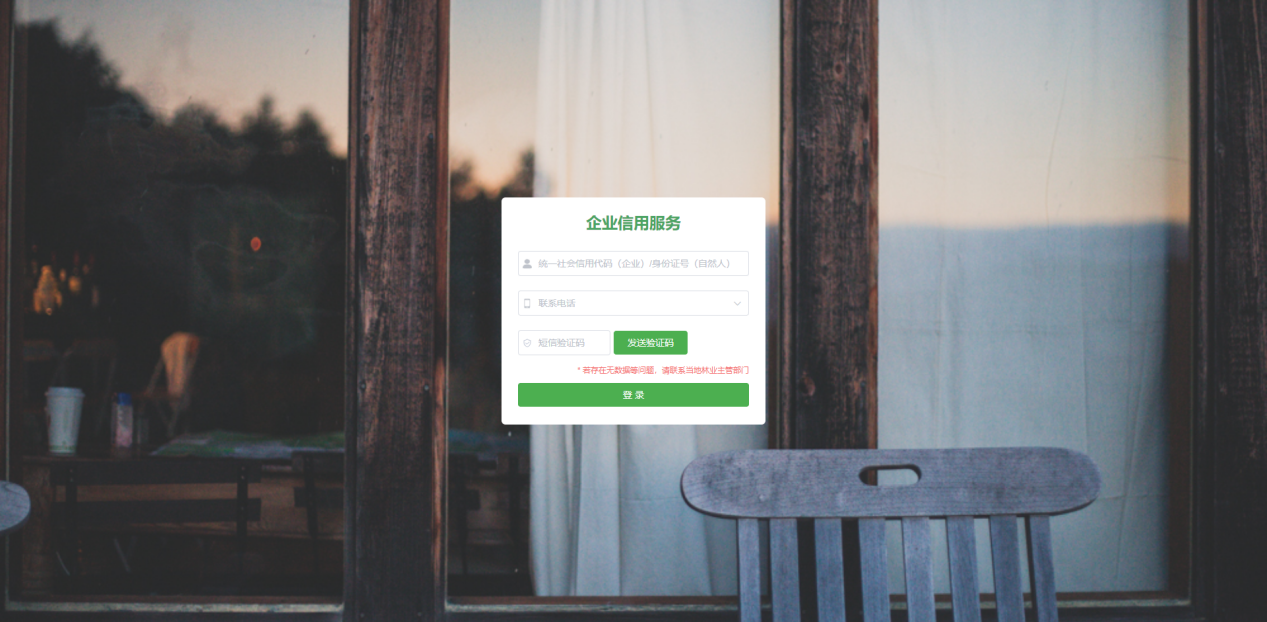 企业信用服务
统一社会信用代码（企业）/身份证号（自然人）
联系电话
短信验证码
发送验证码
* 若存在无数据等问题，请联系当地林业主管部门
登 录